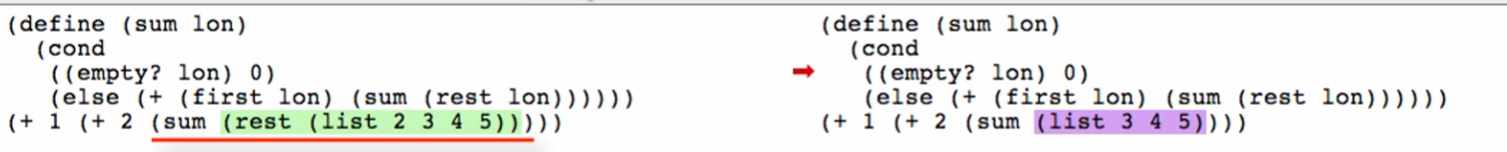 (define (sum lon)
(cond
((empty? lon) 0)
(else (+ (first lon) (sum (rest lon))))))
(+ 1 (+ 2 (sum (rest (list 2 3 4 5)))))
(define (sum lon)
(cond
((empty? lon) 0)
(else (+ (first lon) (sum (rest lon))))))
(+ 1 (+ 2 (sum (list 3 4 5))))